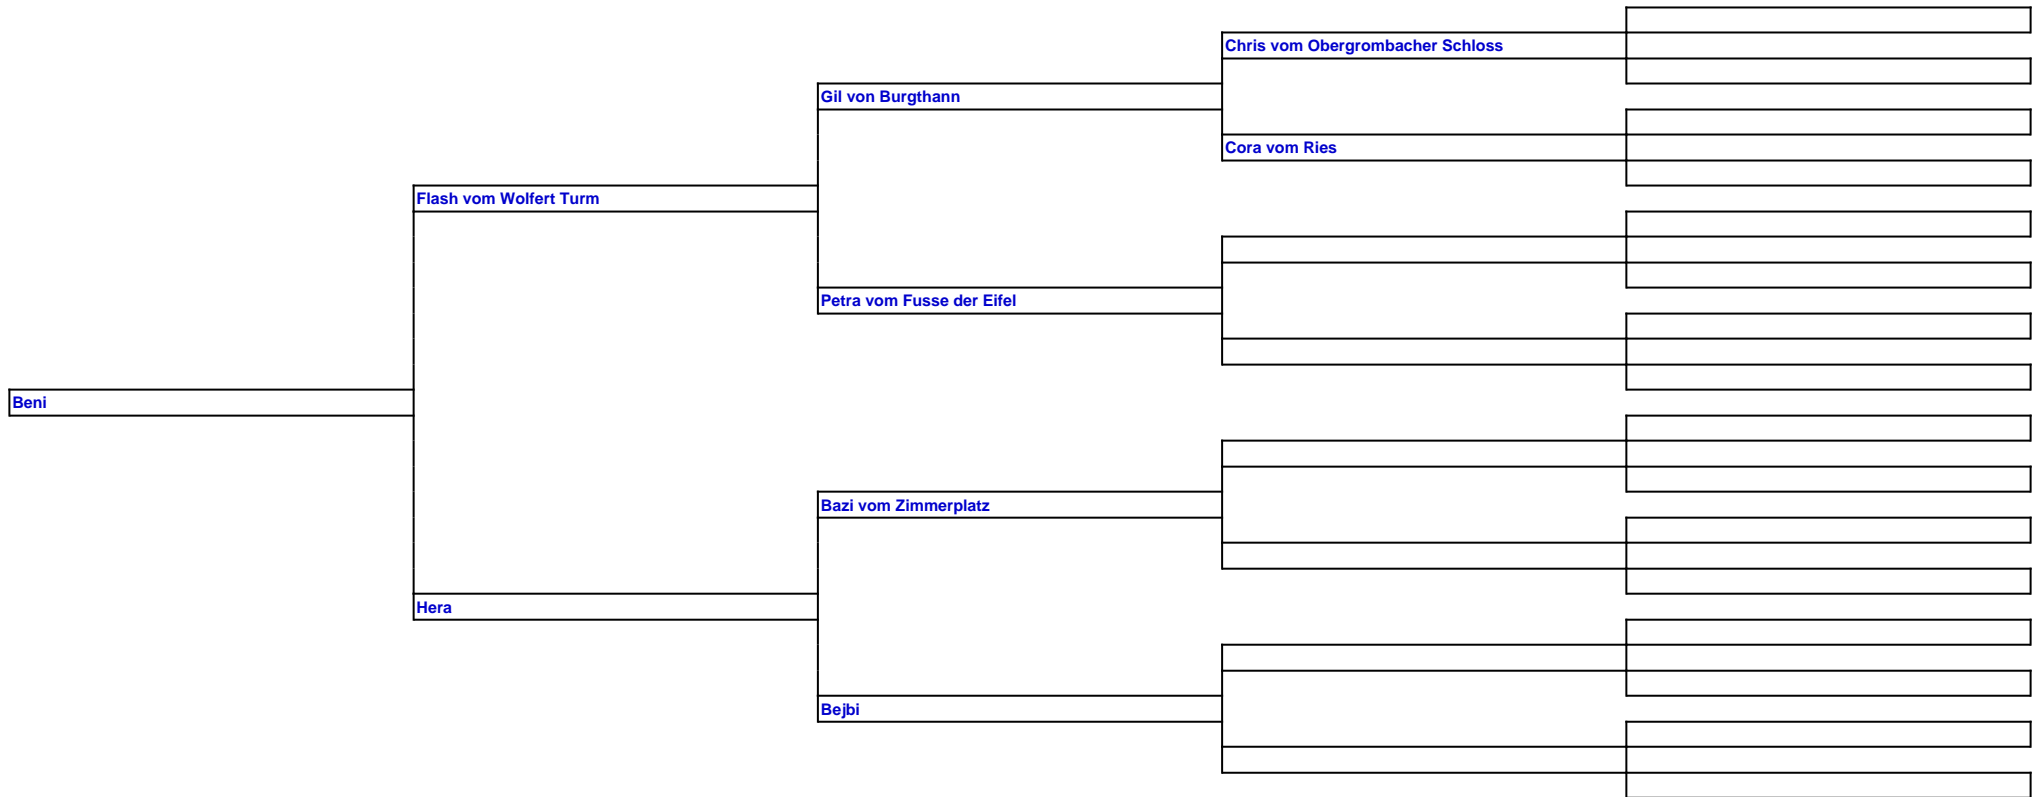 Chris vom Obergrombacher Schloss
Gil von Burgthann
Cora vom Ries
Flash vom Wolfert Turm
Petra vom Fusse der Eifel
Beni
Bazi vom Zimmerplatz
Hera
Bejbi